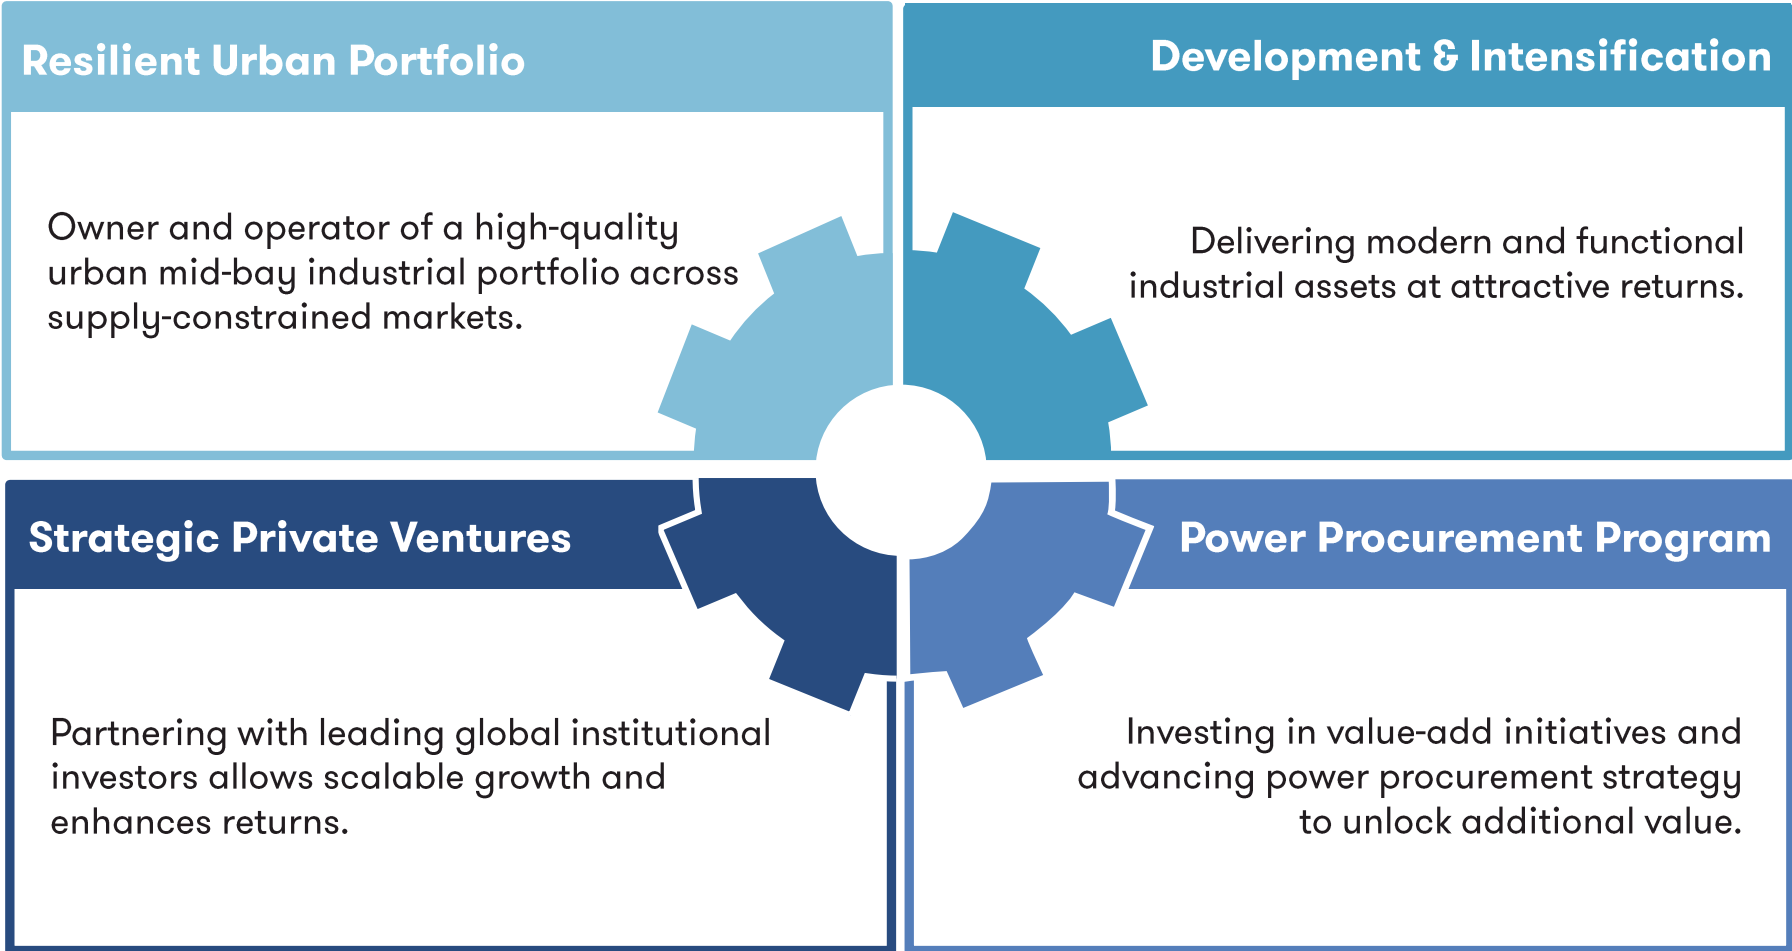 Resilient Urban Portfolio
Owner and operator of a high-quality
urban mid-bay industrial portfolio across
supply-constrained markets.
Development & Intensification
Delivering modern and functional
industrial assets at attractive returns.
Strategic Private Ventures
Partnering with leading global institutional
investors allows scalable growth and
enhances returns.
Power Procurement Program
Investing in value-add initiatives and
advancing power procurement strategy
to unlock additional value.